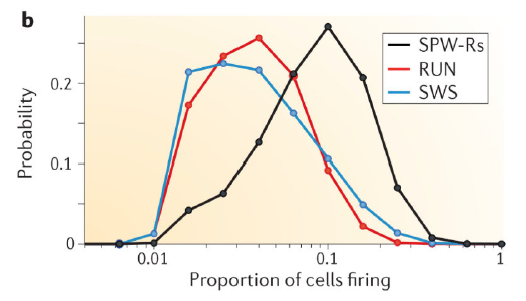 b
SPW-Rs
RUN
SWS
Probability
0.2
0.1
0
0.01
0.1
1
Proportion of cells firing